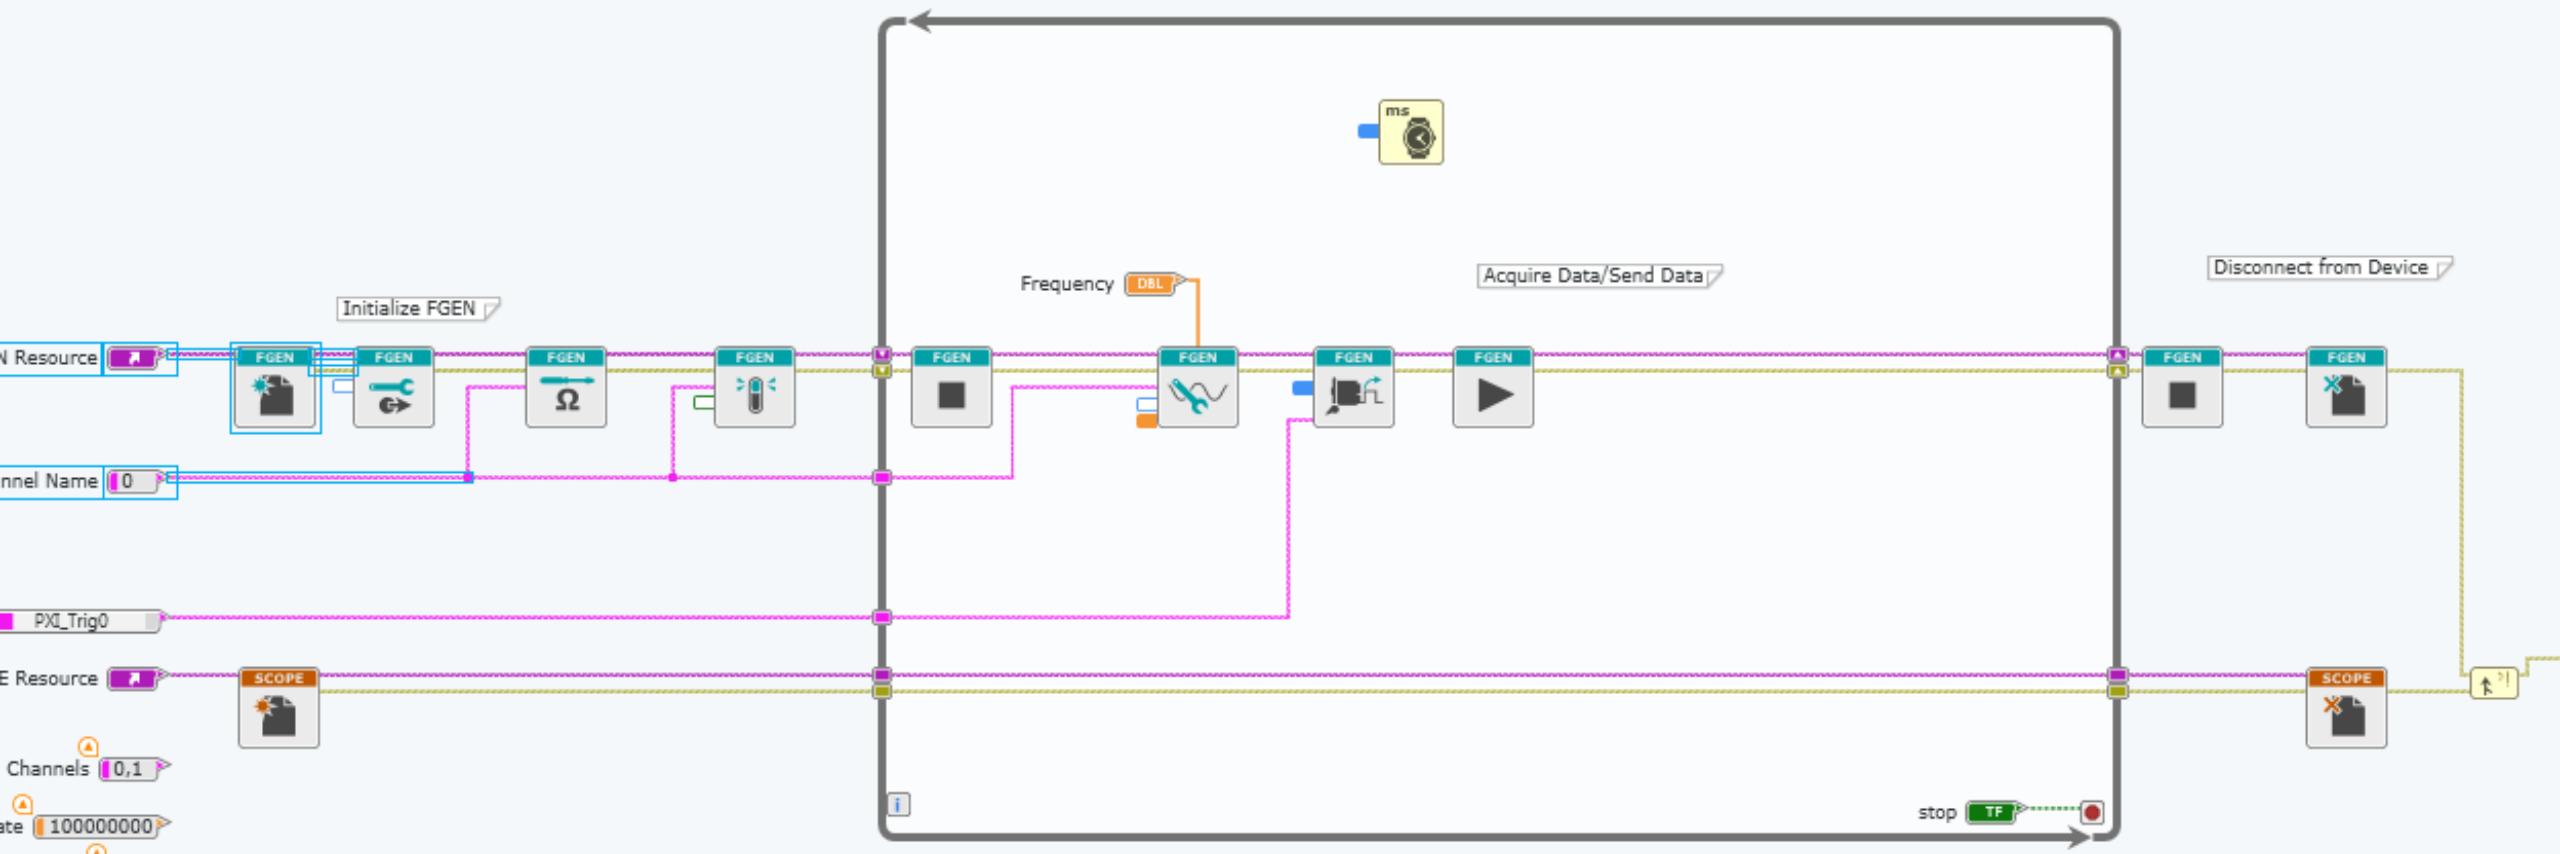 ms
Frequency DBL
Acquire Data/Send Data
Disconnect from Device
Initialize FGEN
N Resource FGEN FGEN FGEN FGEN FGEN FGEN FGEN FGEN FGEN FGEN
Ω
nnel Name 0
PXI_Trig0
E Resource SCOPE SCOPE
Channels 0,1
i
stop TF
ate 100000000